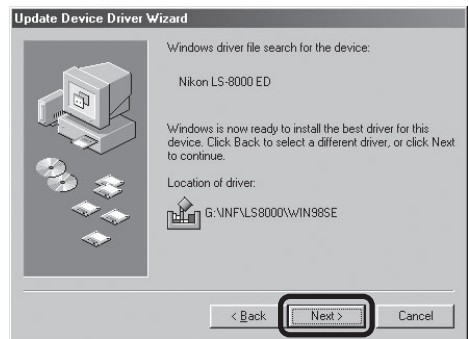 Update Device Driver Wizard
Windows driver file search for the device:
Nikon LS-8000 ED
Windows is now ready to install the best driver for this
device. Click Back to select a different driver, or click Next
to continue.
Location of driver:
G:\INF\LS8000\WIN98SE
< Back
Next >
Cancel